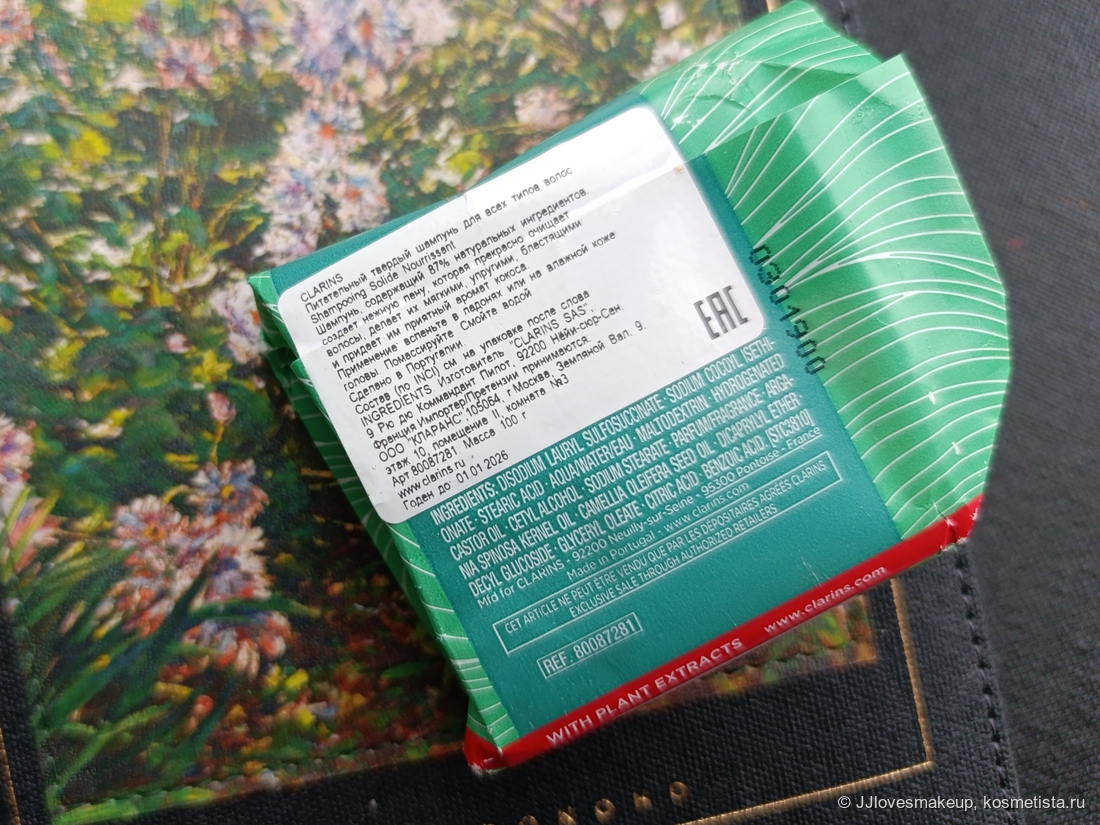 CLARINS
Питательный твердый шампунь для всех типов волос
Shampooing Solide Nourrissant
Шампунь, содержащий 97% натуральных ингредиентов
создает нежную пену, которая прекрасно очищает
волосы, делает их мягкими, упругими, блестящими
и придает им приятный аромат кокоса.
Применение: вспеньте в ладонях или на влажной коже
головы. Помассируйте. Смойте водой
Сделано в Португалии.
Состав (по INCI) см. на упаковке после слова
INGREDIENTS Изготовитель "CLARINS SAS",
9 Рю дю Коммандант Пилот, 92200 Нёйи-сюр-Сен,
Франция Импортер/Претензии принимаются:
ООО "КЛАРАНС" 105064, г.Москва, Земляной Вал, 9,
этаж 10, помещение II, комната №3
Арт 80087281 Масса 100 г
www.clarins.ru
Годен до: 01 01 2026
EAC
D3D1900
INGREDIENTS: DISODIUM LAURYL SULFOSUCCINATE · SODIUM COCOYL ISETHI-
ONATE · STEARIC ACID · AQUA/WATER/EAU · MALTODEXTRIN · HYDROGENATED
CASTOR OIL · CETYL ALCOHOL · SODIUM STEARATE · PARFUM/FRAGRANCE · ARGA-
NIA SPINOSA KERNEL OIL · CAMELLIA OLEIFERA SEED OIL · DICAPRYLYL ETHER ·
DECYL GLUCOSIDE · GLYCERYL OLEATE · CITRIC ACID · BENZOIC ACID. [STC3810]
Mfd for CLARINS - 92200 Neuilly-sur-Seine - 95300 Pontoise - France
Made in Portugal - www.clarins.com
CET ARTICLE NE PEUT ÊTRE VENDU QUE PAR LES DÉPOSITAIRES AGRÉÉS CLARINS
EXCLUSIVE SALE THROUGH AUTHORIZED RETAILERS
REF. 80087281
WITH PLANT EXTRACTS www.clarins.com
© JJlovesmakeup, kosmetista.ru